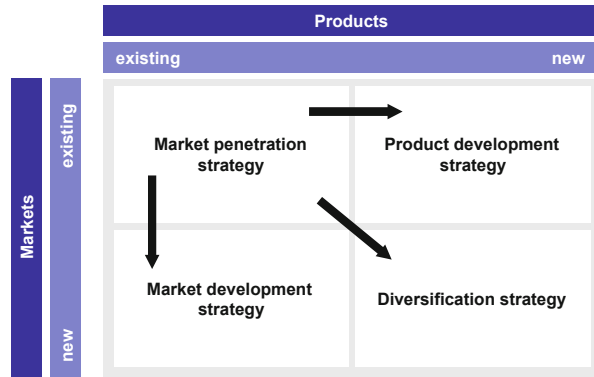 Products
existing
new
Markets
existing
new
Market penetration
strategy
Product development
strategy
Market development
strategy
Diversification strategy